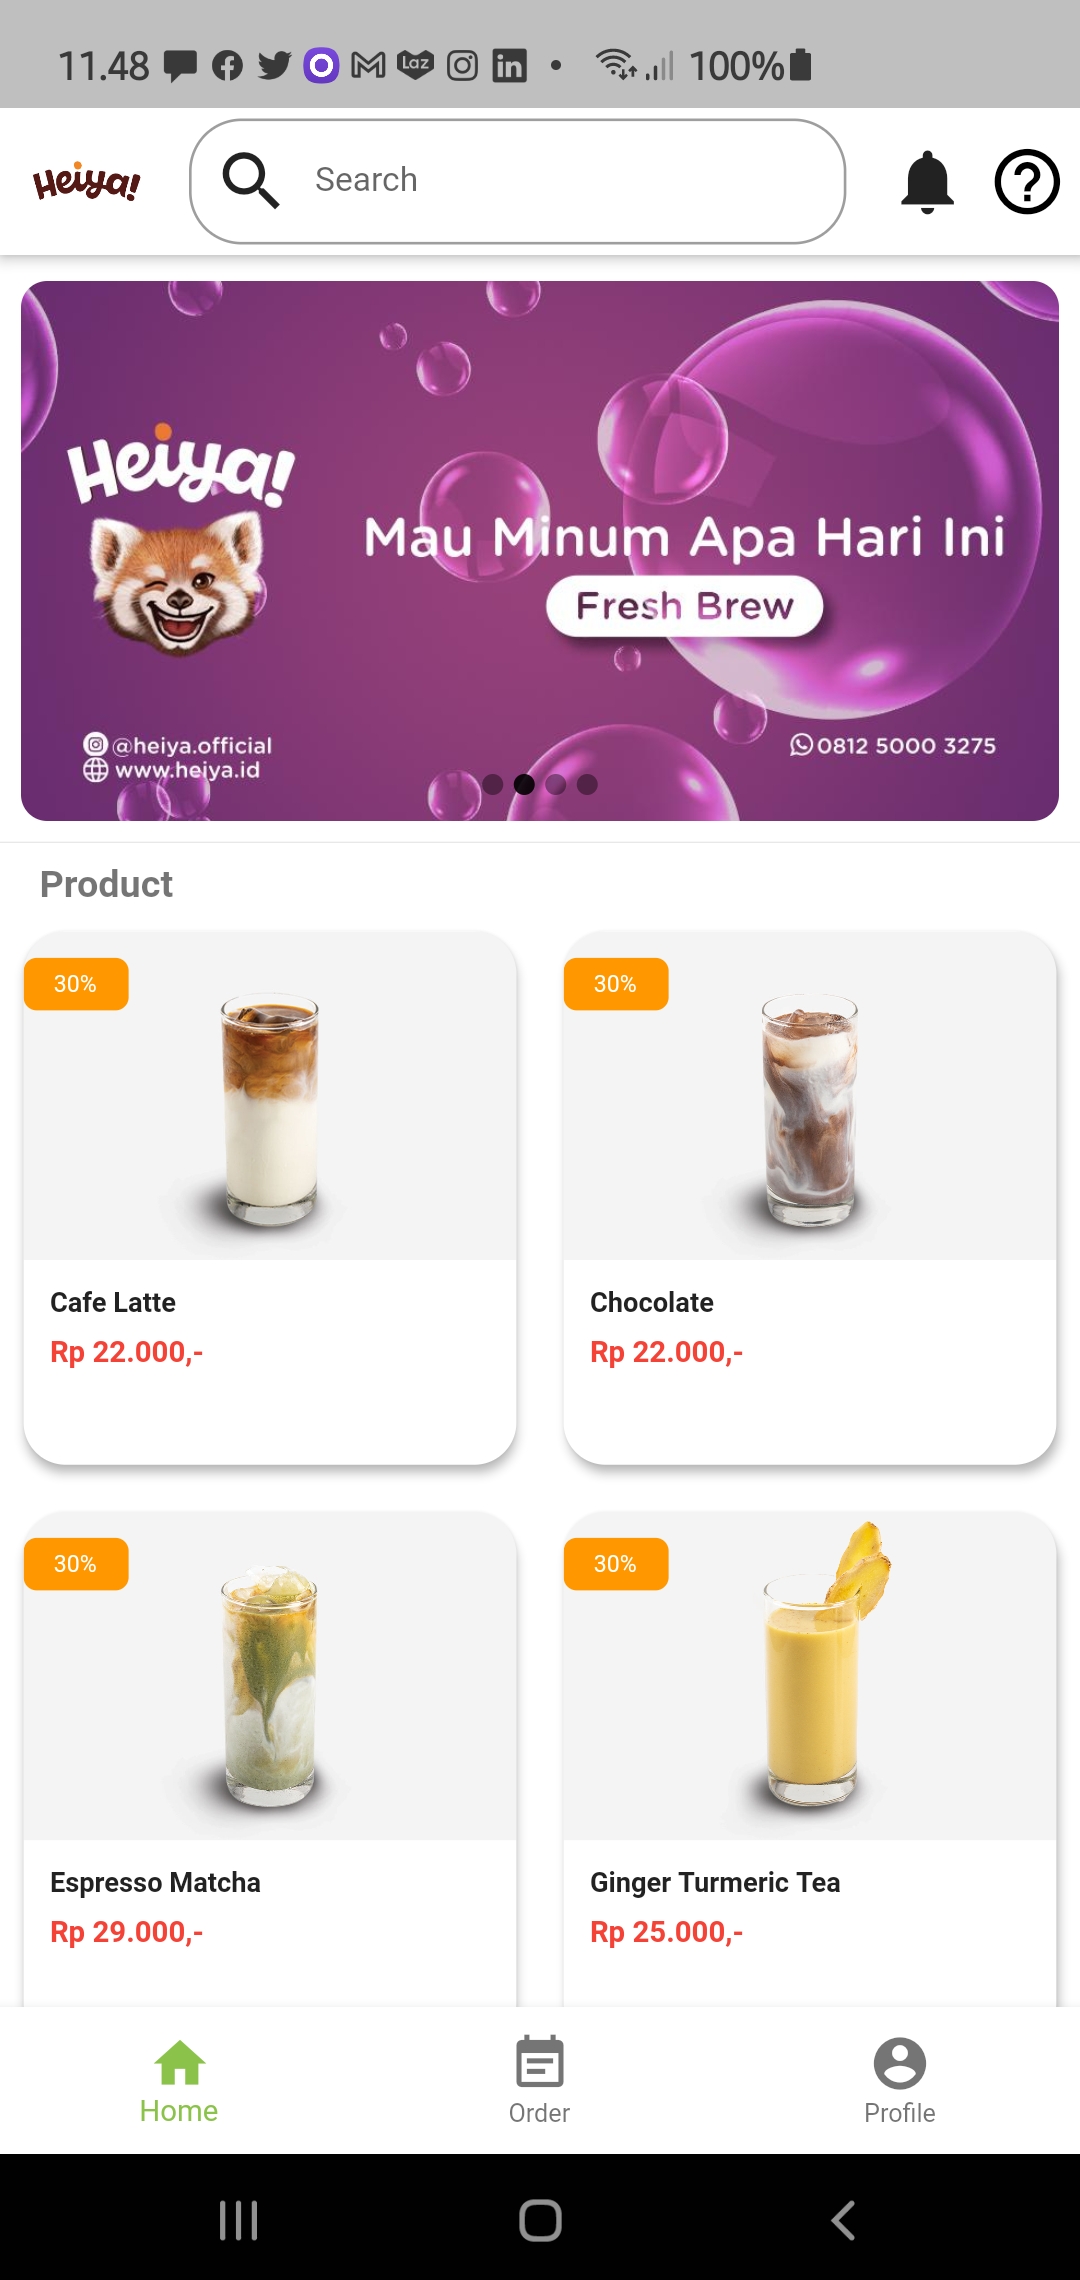 11.48
Laz
100%
Heiya!
Search
Heiya!
Mau Minum Apa Hari Ini
Fresh Brew
@heiya.official
www.heiya.id
0812 5000 3275
Product
30%
30%
Cafe Latte
Chocolate
Rp 22.000,-
Rp 22.000,-
30%
30%
Espresso Matcha
Ginger Turmeric Tea
Rp 29.000,-
Rp 25.000,-
Home
Order
Profile